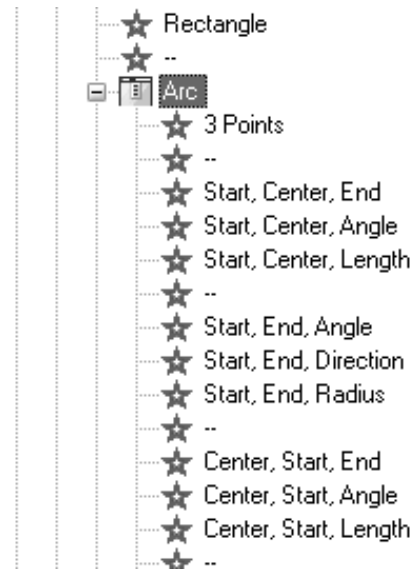 Rectangle
--
Arc
3 Points
--
Start, Center, End
Start, Center, Angle
Start, Center, Length
--
Start, End, Angle
Start, End, Direction
Start, End, Radius
--
Center, Start, End
Center, Start, Angle
Center, Start, Length
--